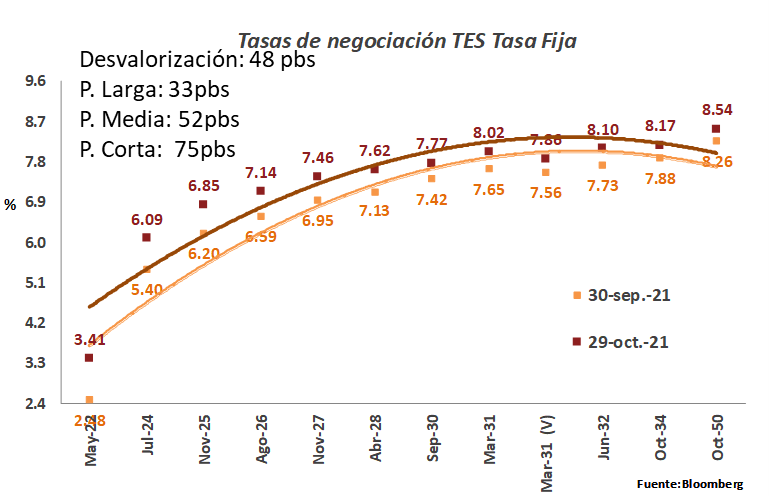 Tasas de negociación TES Tasa Fija
Desvalorización: 48 pbs
P. Larga: 33pbs
P. Media: 52pbs
P. Corta: 75pbs
9.6
8.7
7.8
6.9
6.0
5.1
4.2
3.3
2.4
%
3.41
6.09
6.85
7.14
7.46
7.62
7.77
8.02
7.86
8.10
8.17
8.54
2.48
5.40
6.20
6.59
6.95
7.13
7.42
7.65
7.56
7.73
7.88
8.26
30-sep.-21
29-oct.-21
May-22
Jul-24
Nov-25
Ago-26
Nov-27
Abr-28
Sep-30
Mar-31
Mar-31 (V)
Jun-32
Oct-34
Oct-50
Fuente:Bloomberg